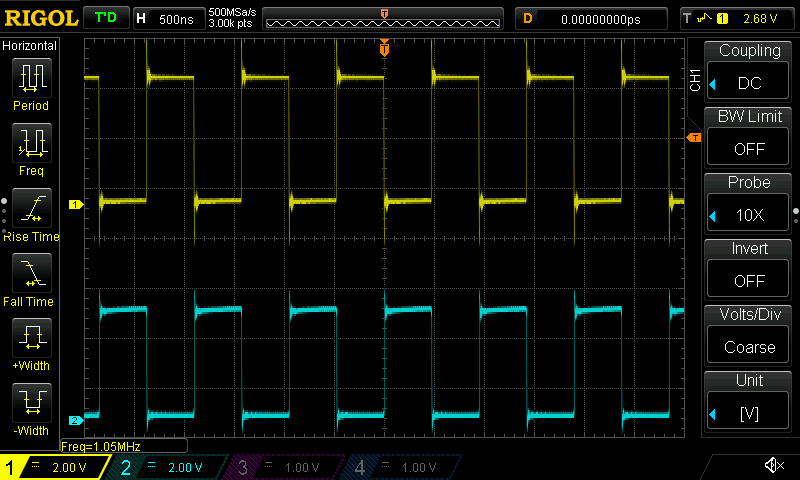 RIGOL T'D H 500ns 500MSa/s 3.00k pts T D 0.00000000ps T 1 2.68 V
Horizontal
Period
Freq
Rise Time
Fall Time
+Width
-Width
T
1
2
T
CH1
Coupling
DC
BW Limit
OFF
Probe
10X
Invert
OFF
Volts/Div
Coarse
Unit
[V]
Freq=1.05MHz
1 2.00 V 2 2.00 V 3 1.00 V 4 1.00 V